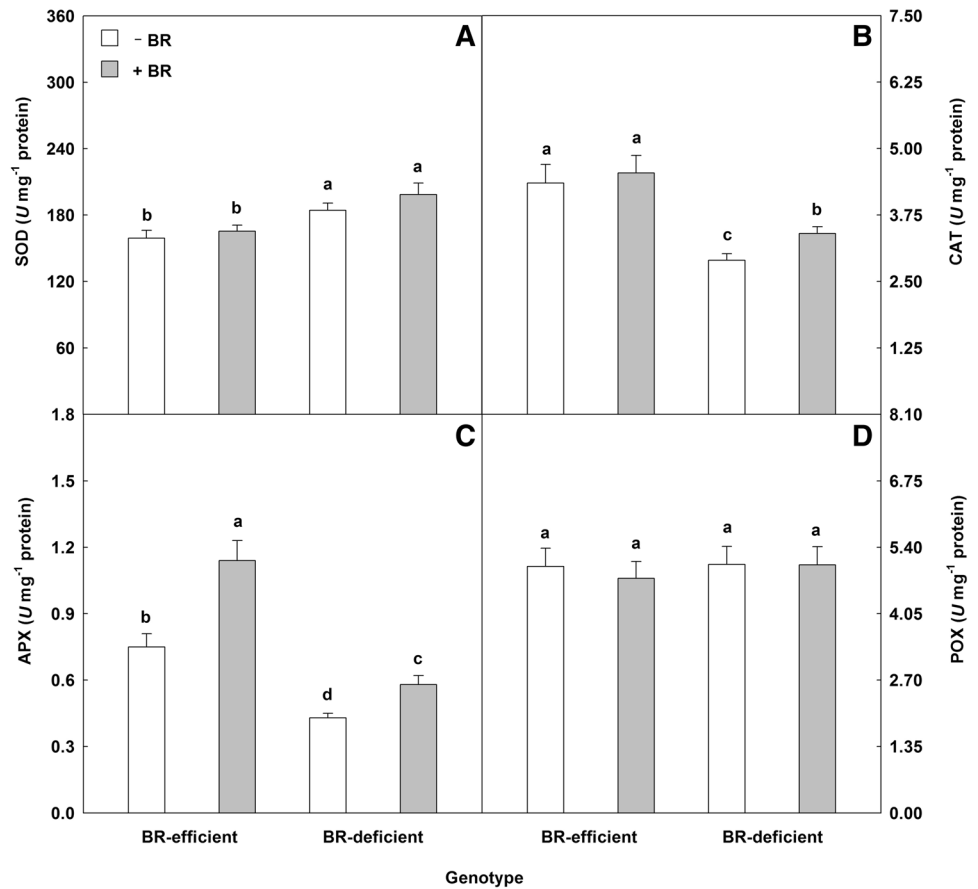 360
300
240
180
120
60
SOD (U mg-1 protein)
− BR
+ BR
A
b
b
a
a
B
a
a
c
b
7.50
6.25
5.00
3.75
2.50
1.25
CAT (U mg-1 protein)
1.8
1.5
1.2
0.9
0.6
0.3
0.0
APX (U mg-1 protein)
C
b
a
d
c
D
a
a
a
a
8.10
6.75
5.40
4.05
2.70
1.35
0.00
POX (U mg-1 protein)
BR-efficient BR-deficient BR-efficient BR-deficient
Genotype